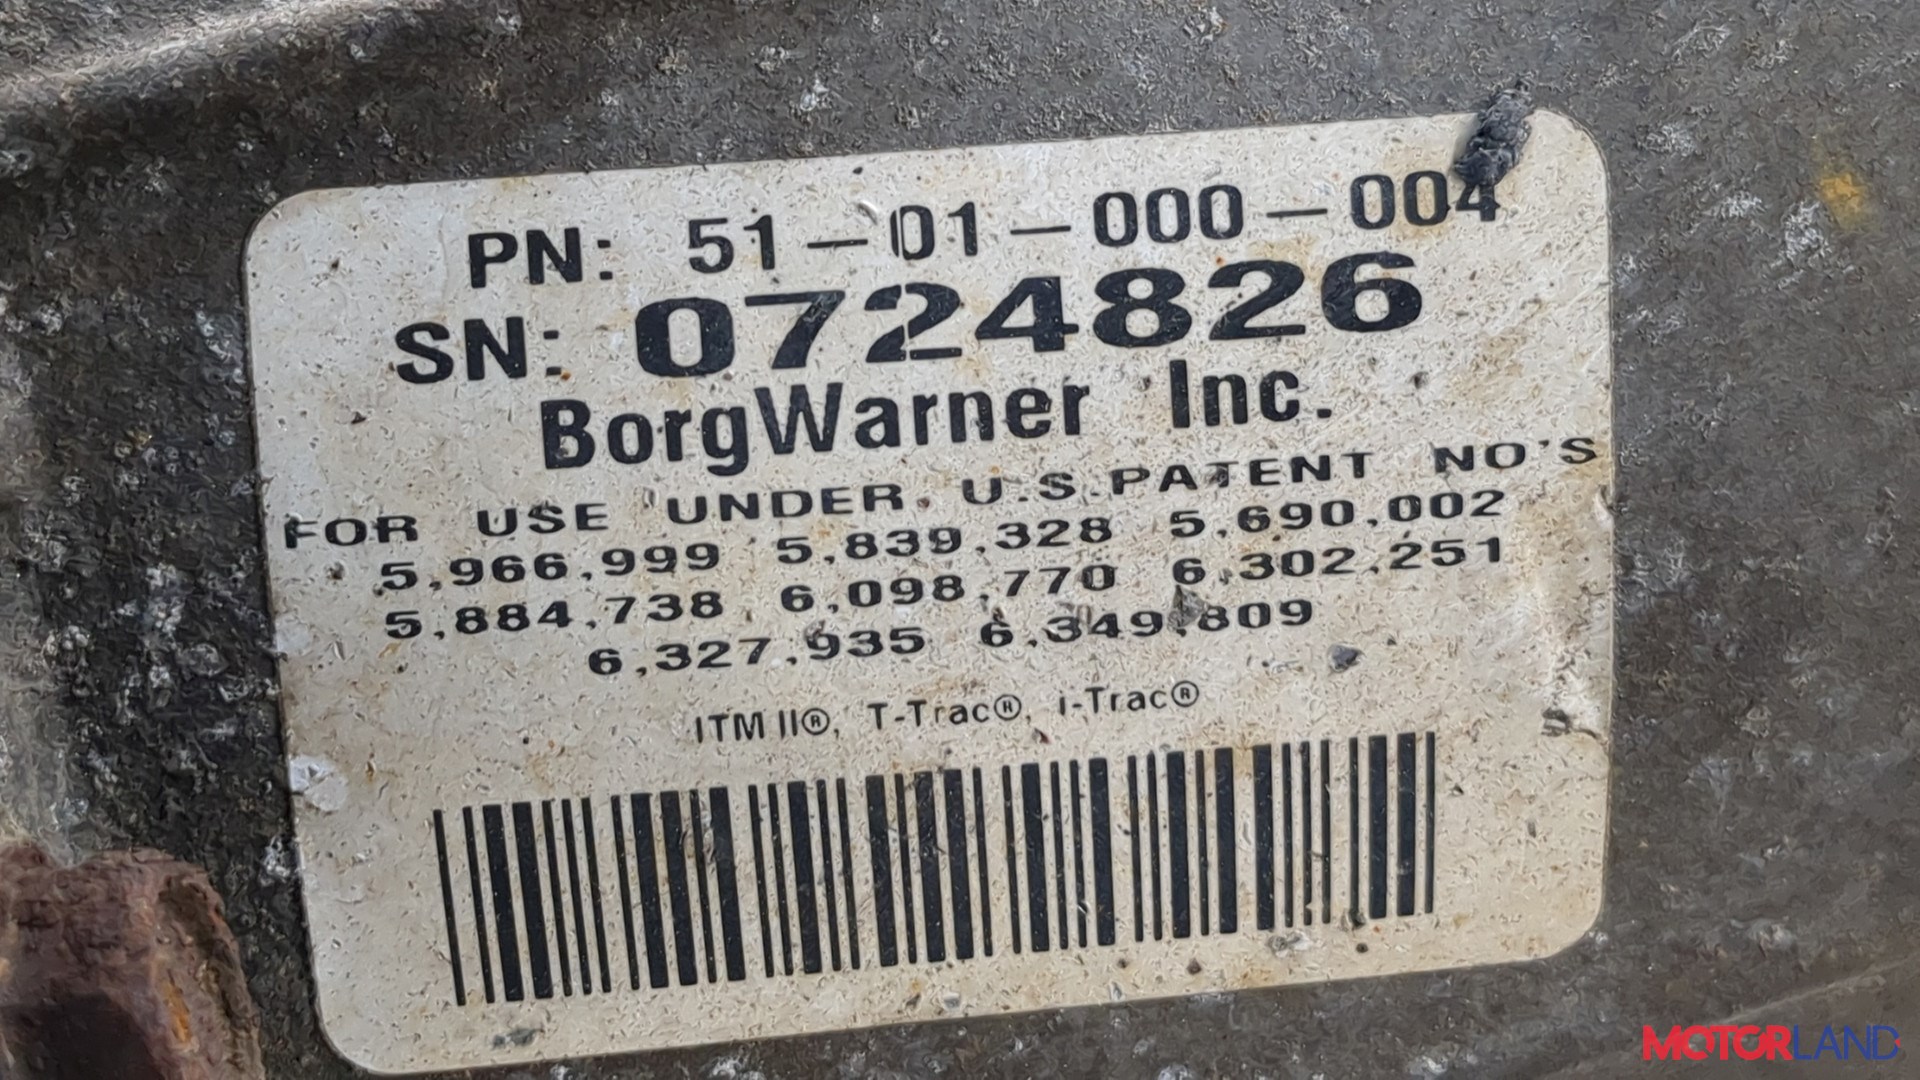 PN: 51-01-000-004
SN: 0724826
BorgWarner Inc.
FOR USE UNDER U.S.PATENT NO'S
5,966,999 5,839,328 5,690,002
5,884,738 6,098,770 6,302,251
6,327,935 6,349,809
ITM II®, T-Trac®, i-Trac®
MOTORLAND